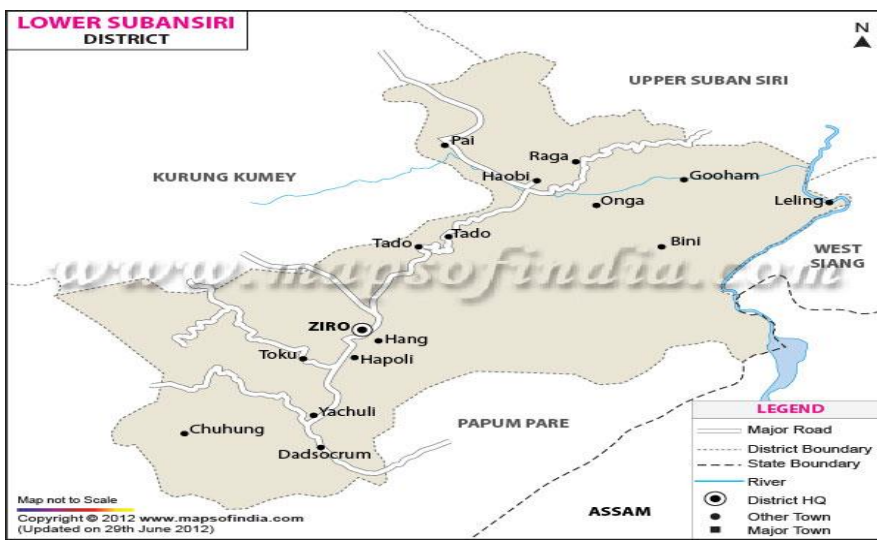 LOWER SUBANSIRI
DISTRICT
N
UPPER SUBAN SIRI
Pai
Raga
KURUNG KUMEY
Haobi
Gooham
Onga
Leling
Tado
Tado
Bini
WEST
SIANG
www.mapsofindia.com
ZIRO
Hang
Toku
Hapoli
Yachuli
PAPUM PARE
Chuhung
Dadsocrum
LEGEND
Major Road
District Boundary
State Boundary
River
District HQ
Other Town
Major Town
ASSAM
Map not to Scale
Copyright © 2012 www.mapsofindia.com
(Updated on 29th June 2012)